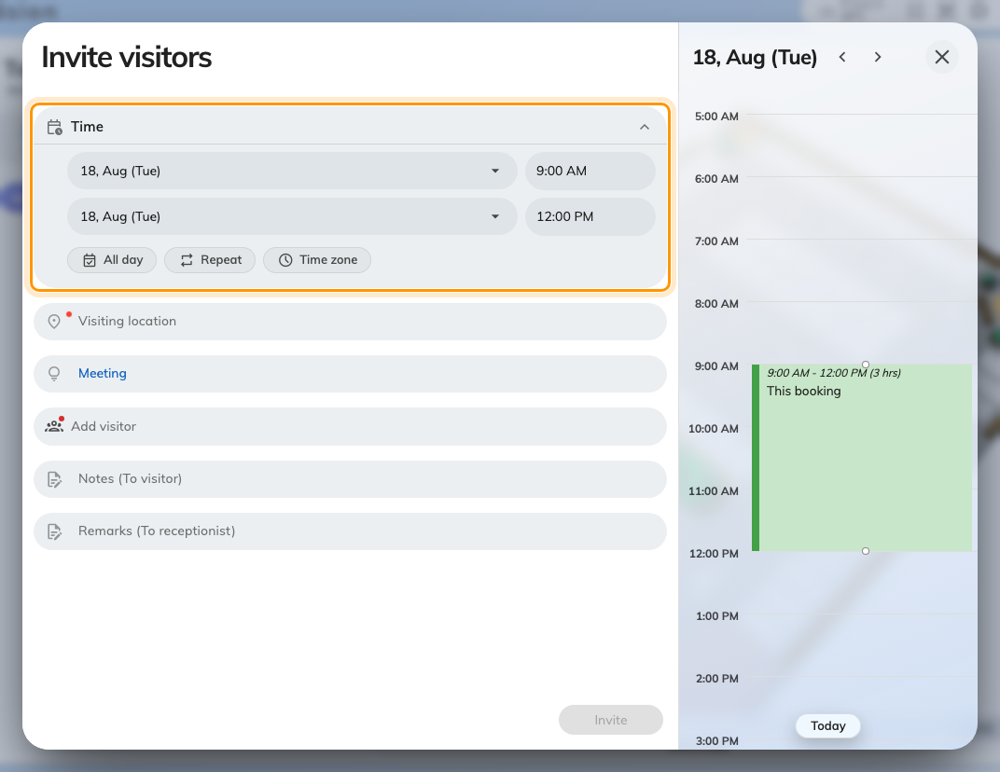 Invite visitors
Time
18, Aug (Tue)
9:00 AM
18, Aug (Tue)
12:00 PM
All day
Repeat
Time zone
Visiting location
Meeting
Add visitor
Notes (To visitor)
Remarks (To receptionist)
Invite
18, Aug (Tue)
5:00 AM
6:00 AM
7:00 AM
8:00 AM
9:00 AM
9:00 AM - 12:00 PM (3 hrs)
This booking
10:00 AM
11:00 AM
12:00 PM
1:00 PM
2:00 PM
Today
3:00 PM